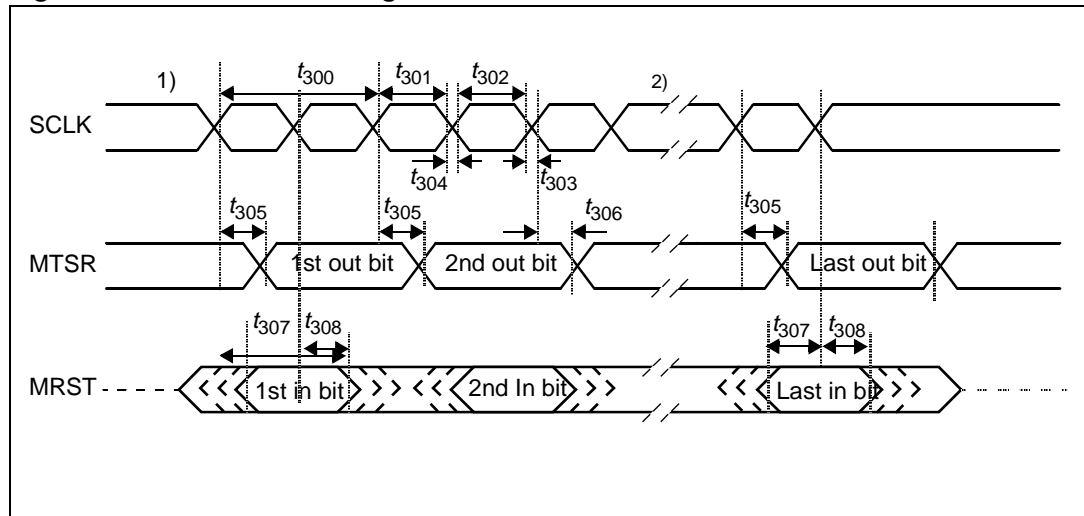 1) t300 t301 t302 2)
SCLK
t304 t303
t305 t305 t306 t305
MTSR 1st out bit 2nd out bit Last out bit
t307 t308 t307 t308
MRST 1st in bit 2nd In bit Last in bit